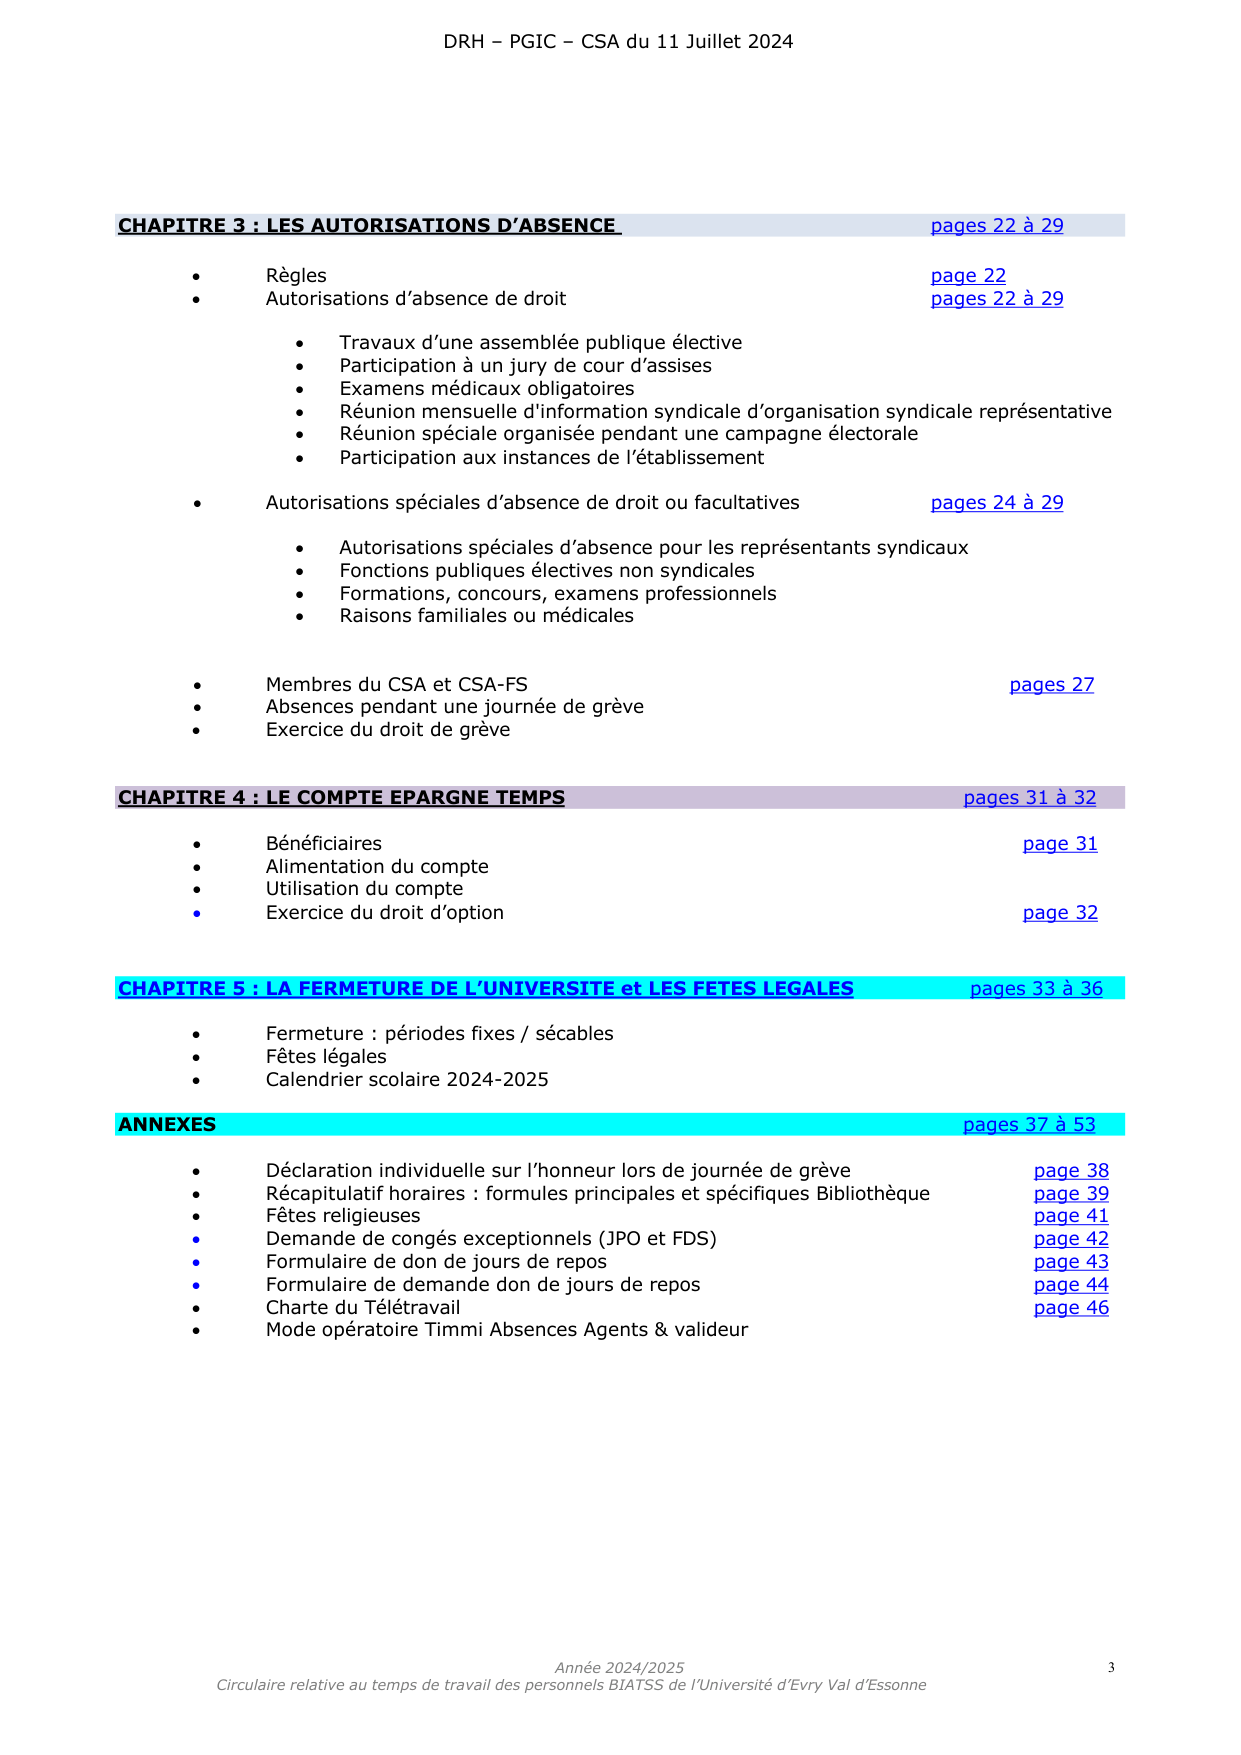 DRH – PGIC – CSA du 11 Juillet 2024
CHAPITRE 3 : LES AUTORISATIONS D’ABSENCE pages 22 à 29
• Règles page 22
• Autorisations d’absence de droit pages 22 à 29
• Travaux d’une assemblée publique élective
• Participation à un jury de cour d’assises
• Examens médicaux obligatoires
• Réunion mensuelle d'information syndicale d’organisation syndicale représentative
• Réunion spéciale organisée pendant une campagne électorale
• Participation aux instances de l’établissement
• Autorisations spéciales d’absence de droit ou facultatives pages 24 à 29
• Autorisations spéciales d’absence pour les représentants syndicaux
• Fonctions publiques électives non syndicales
• Formations, concours, examens professionnels
• Raisons familiales ou médicales
• Membres du CSA et CSA-FS pages 27
• Absences pendant une journée de grève
• Exercice du droit de grève
CHAPITRE 4 : LE COMPTE EPARGNE TEMPS pages 31 à 32
• Bénéficiaires page 31
• Alimentation du compte
• Utilisation du compte
• Exercice du droit d’option page 32
CHAPITRE 5 : LA FERMETURE DE L’UNIVERSITE et LES FETES LEGALES pages 33 à 36
• Fermeture : périodes fixes / sécables
• Fêtes légales
• Calendrier scolaire 2024-2025
ANNEXES pages 37 à 53
• Déclaration individuelle sur l’honneur lors de journée de grève page 38
• Récapitulatif horaires : formules principales et spécifiques Bibliothèque page 39
• Fêtes religieuses page 41
• Demande de congés exceptionnels (JPO et FDS) page 42
• Formulaire de don de jours de repos page 43
• Formulaire de demande don de jours de repos page 44
• Charte du Télétravail page 46
• Mode opératoire Timmi Absences Agents & valideur
Année 2024/2025 3
Circulaire relative au temps de travail des personnels BIATSS de l’Université d’Evry Val d’Essonne